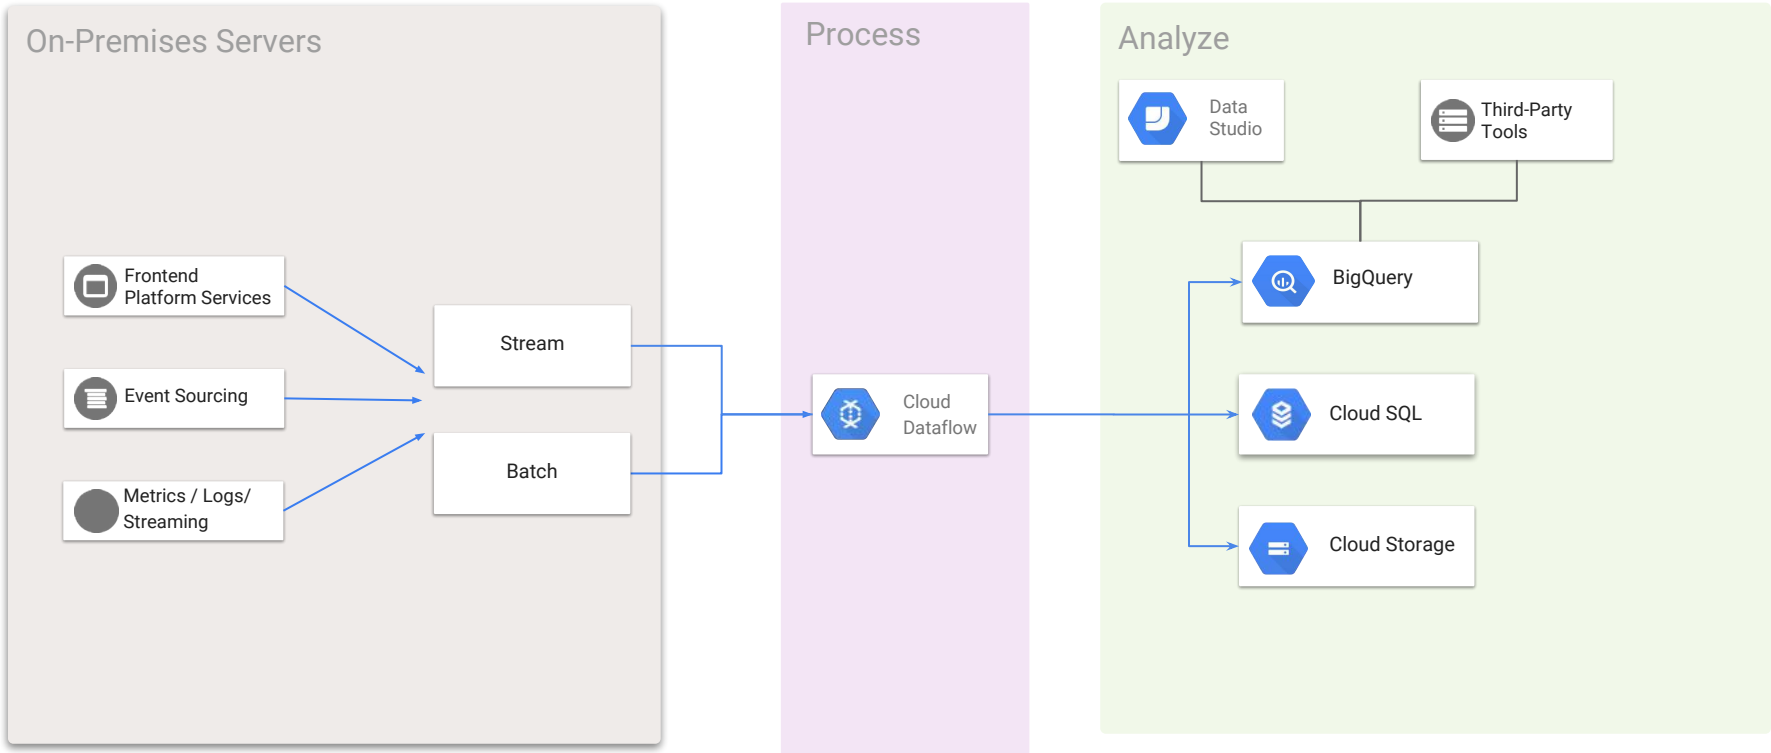 On-Premises Servers
Frontend
Platform Services
Event Sourcing
Metrics / Logs/
Streaming
Stream
Batch
Process
Cloud
Dataflow
Analyze
Data
Studio
Third-Party
Tools
BigQuery
Cloud SQL
Cloud Storage